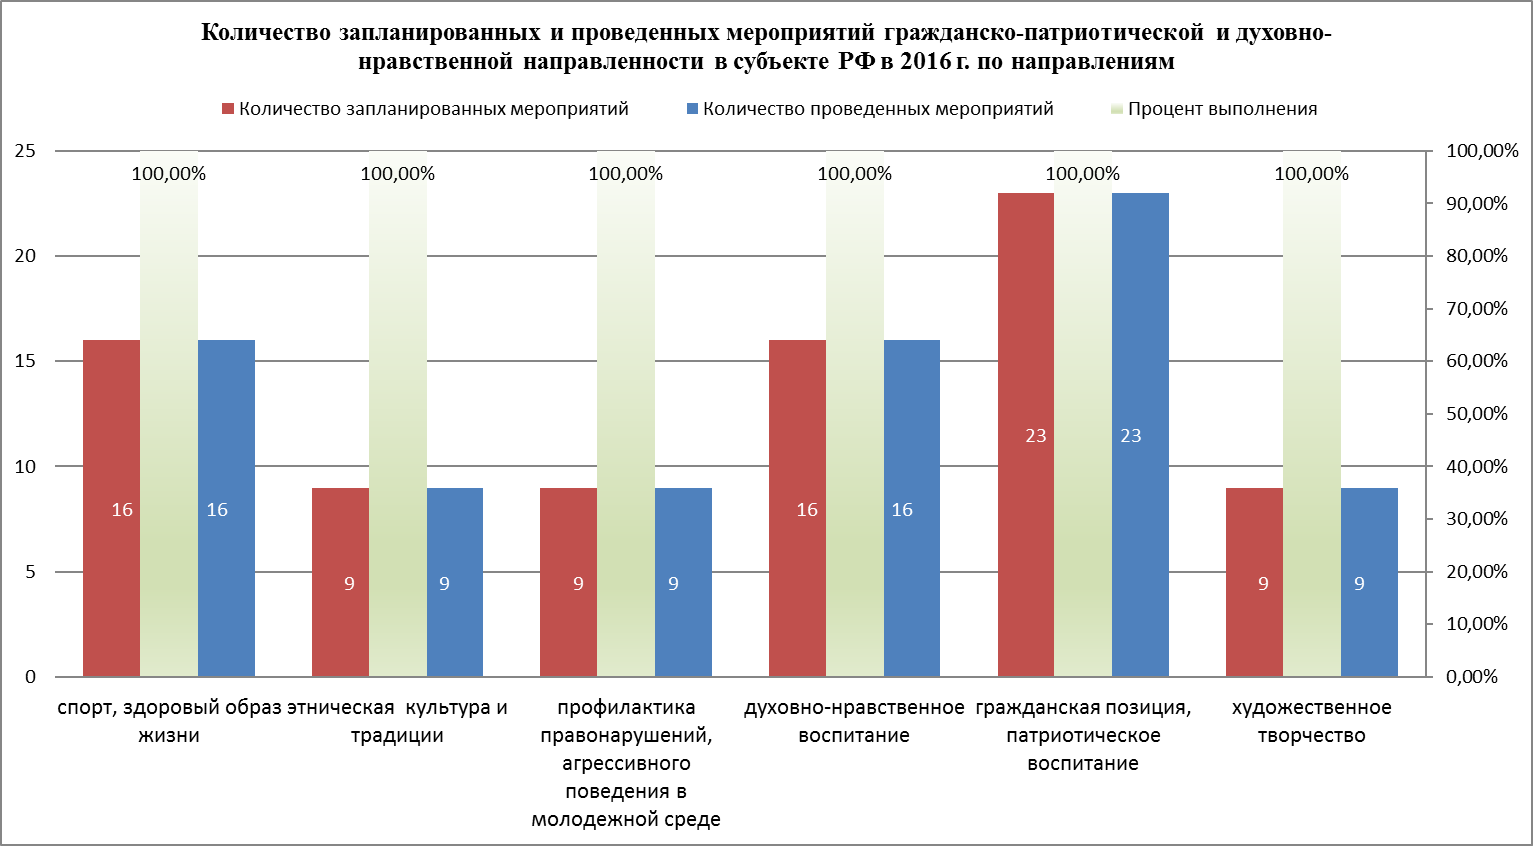 Количество запланированных и проведенных мероприятий гражданско-патриотической и духовно-
нравственной направленности в субъекте РФ в 2016 г. по направлениям
Количество запланированных мероприятий
Количество проведенных мероприятий
Процент выполнения
25
20
15
10
5
0
100,00%
100,00%
100,00%
100,00%
100,00%
100,00%
16
16
9
9
9
9
16
16
23
23
9
9
100,00%
90,00%
80,00%
70,00%
60,00%
50,00%
40,00%
30,00%
20,00%
10,00%
0,00%
спорт, здоровый образ
жизни
этническая культура и
традиции
профилактика
правонарушений,
агрессивного
поведения в
молодежной среде
духовно-нравственное
воспитание
гражданская позиция,
патриотическое
воспитание
художественное
творчество